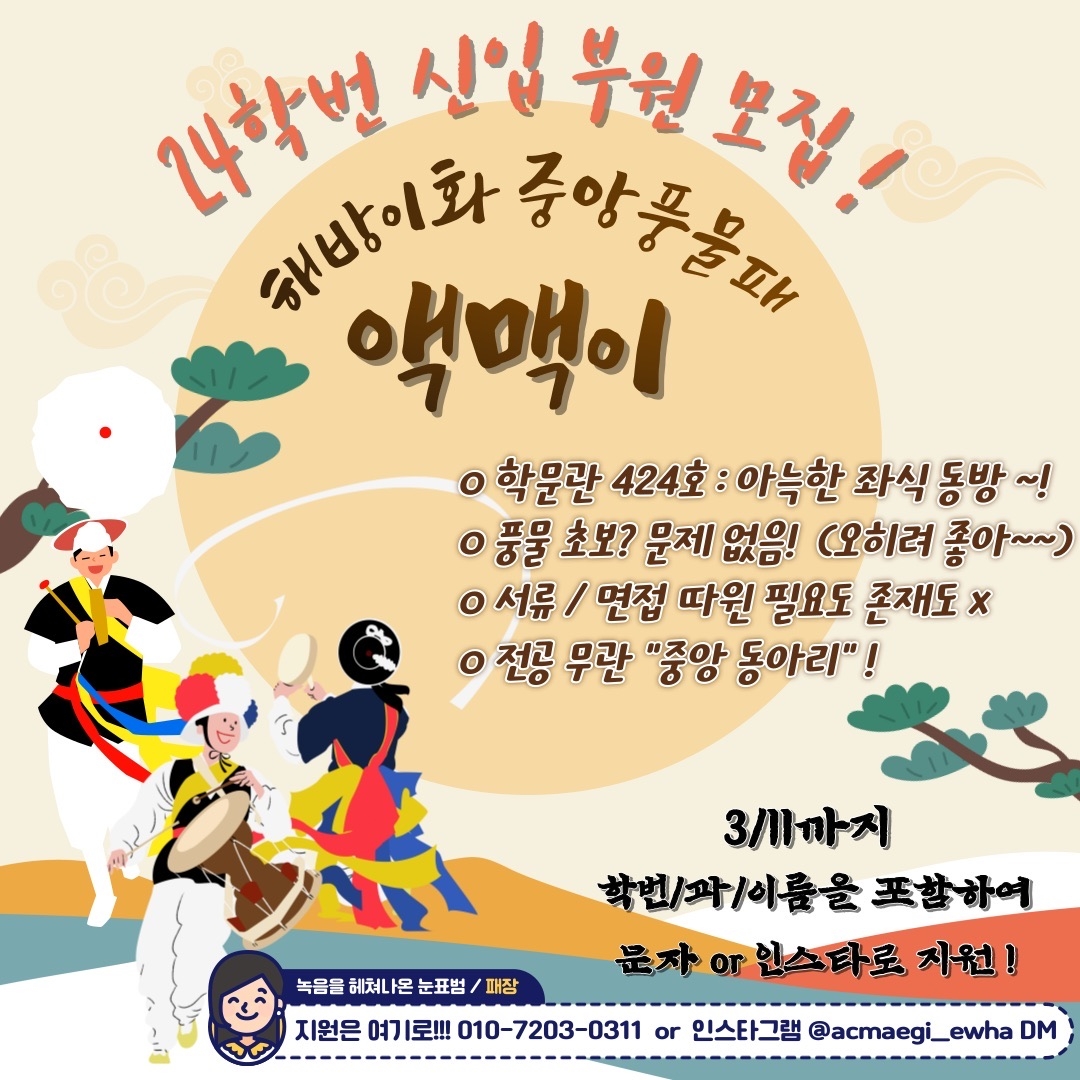 24학번 신입 부원 모집!
해방이화 중앙풍물패
액맥이
o 학문관 424호 : 아늑한 좌식 동방 ~!
o 풍물 초보? 문제 없음! (오히려 좋아~~)
o 서류 / 면접 따윈 필요도 존재도 x
o 전공 무관 "중앙 동아리" !
3/11까지
학번/과/이름을 포함하여
문자 or 인스타로 지원 !
녹음을 헤쳐나온 눈표범 / 패장
지원은 여기로!!! 010-7203-0311 or 인스타그램 @acmaegi_ewha DM